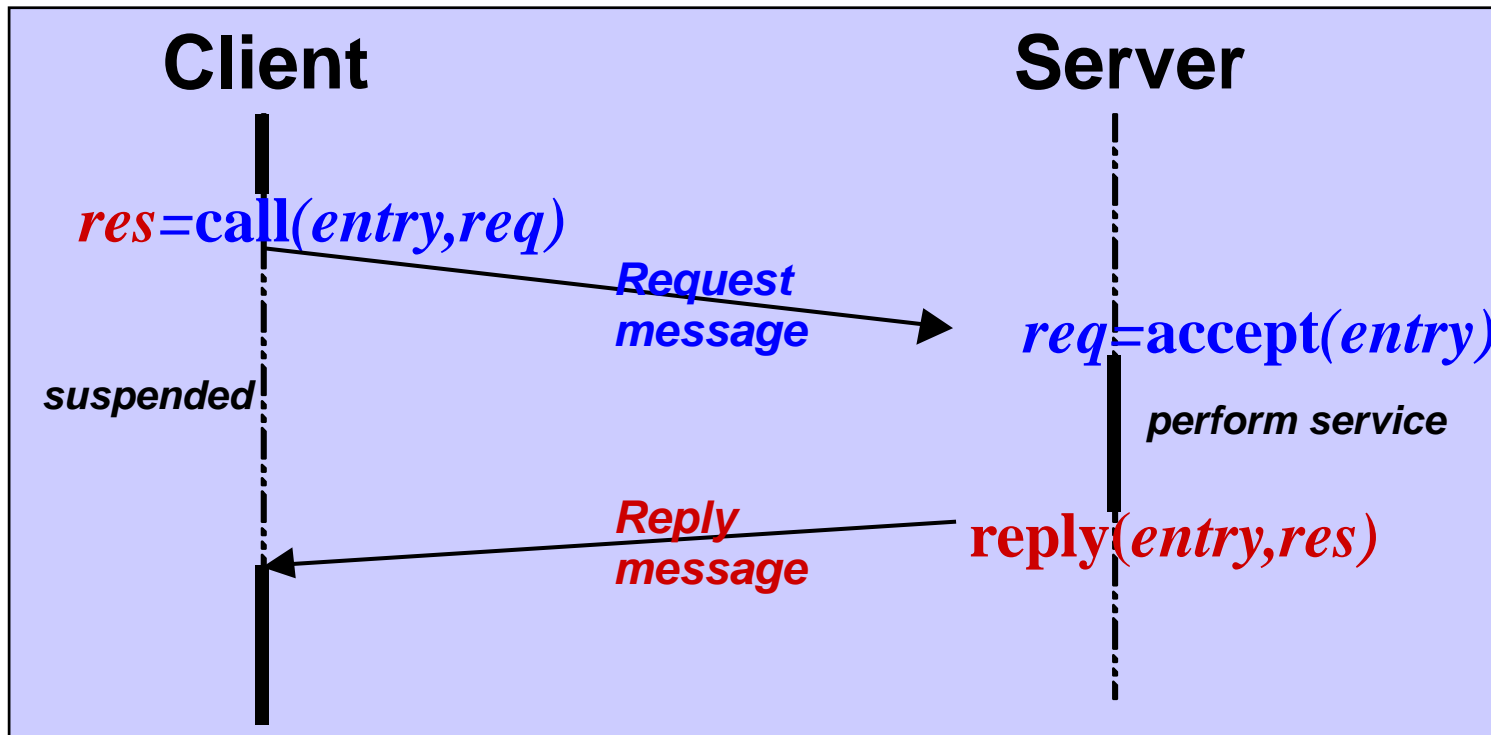 Client
Server
res=call(entry,req)
Request
message
req=accept(entry)
suspended
perform service
Reply
message
reply(entry,res)